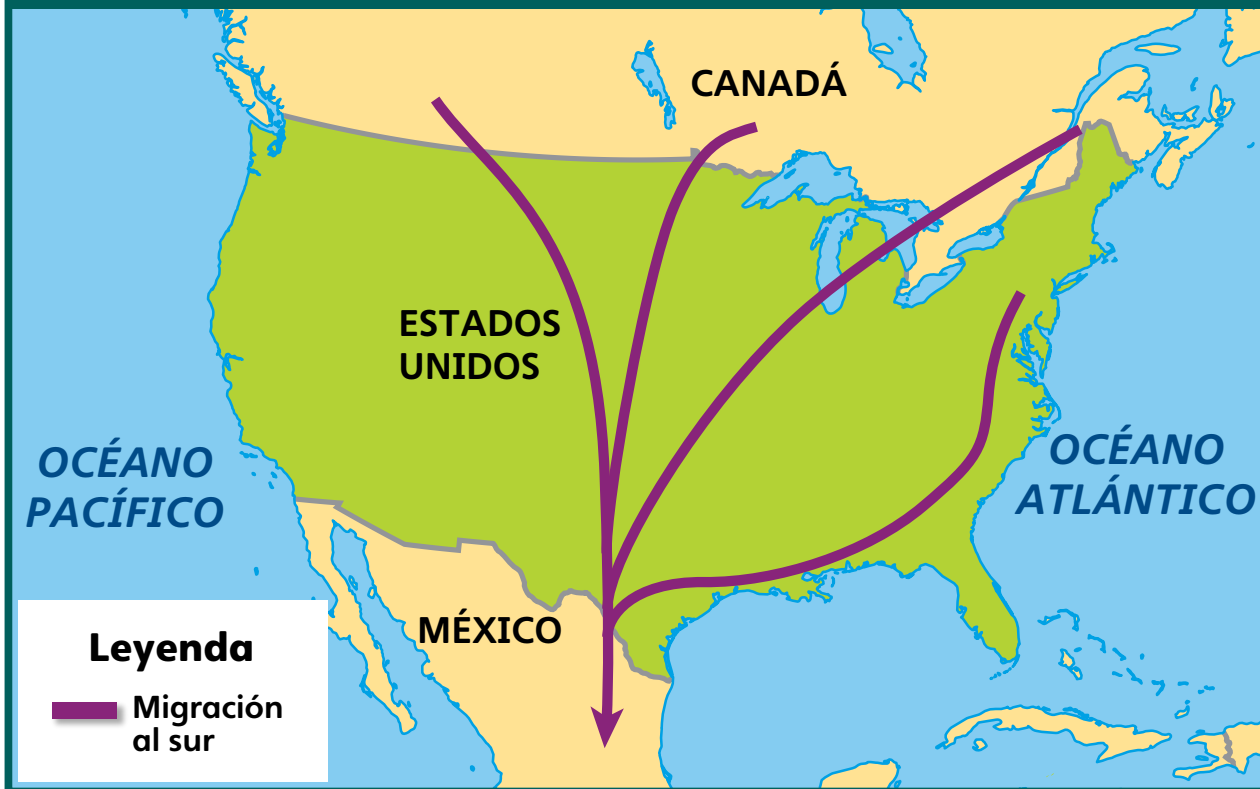 CANADÁ
ESTADOS
UNIDOS
OCÉANO
PACÍFICO
OCÉANO
ATLÁNTICO
MÉXICO
Leyenda
Migración
al sur